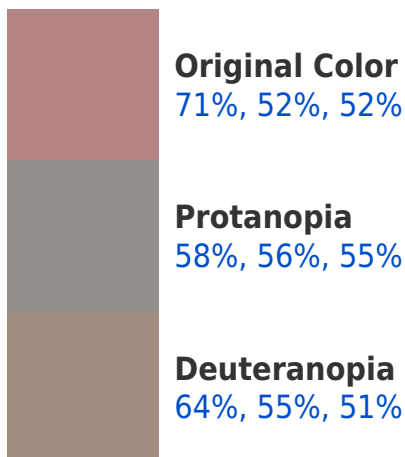 Original Color
71%, 52%, 52%
Protanopia
58%, 56%, 55%
Deuteranopia
64%, 55%, 51%